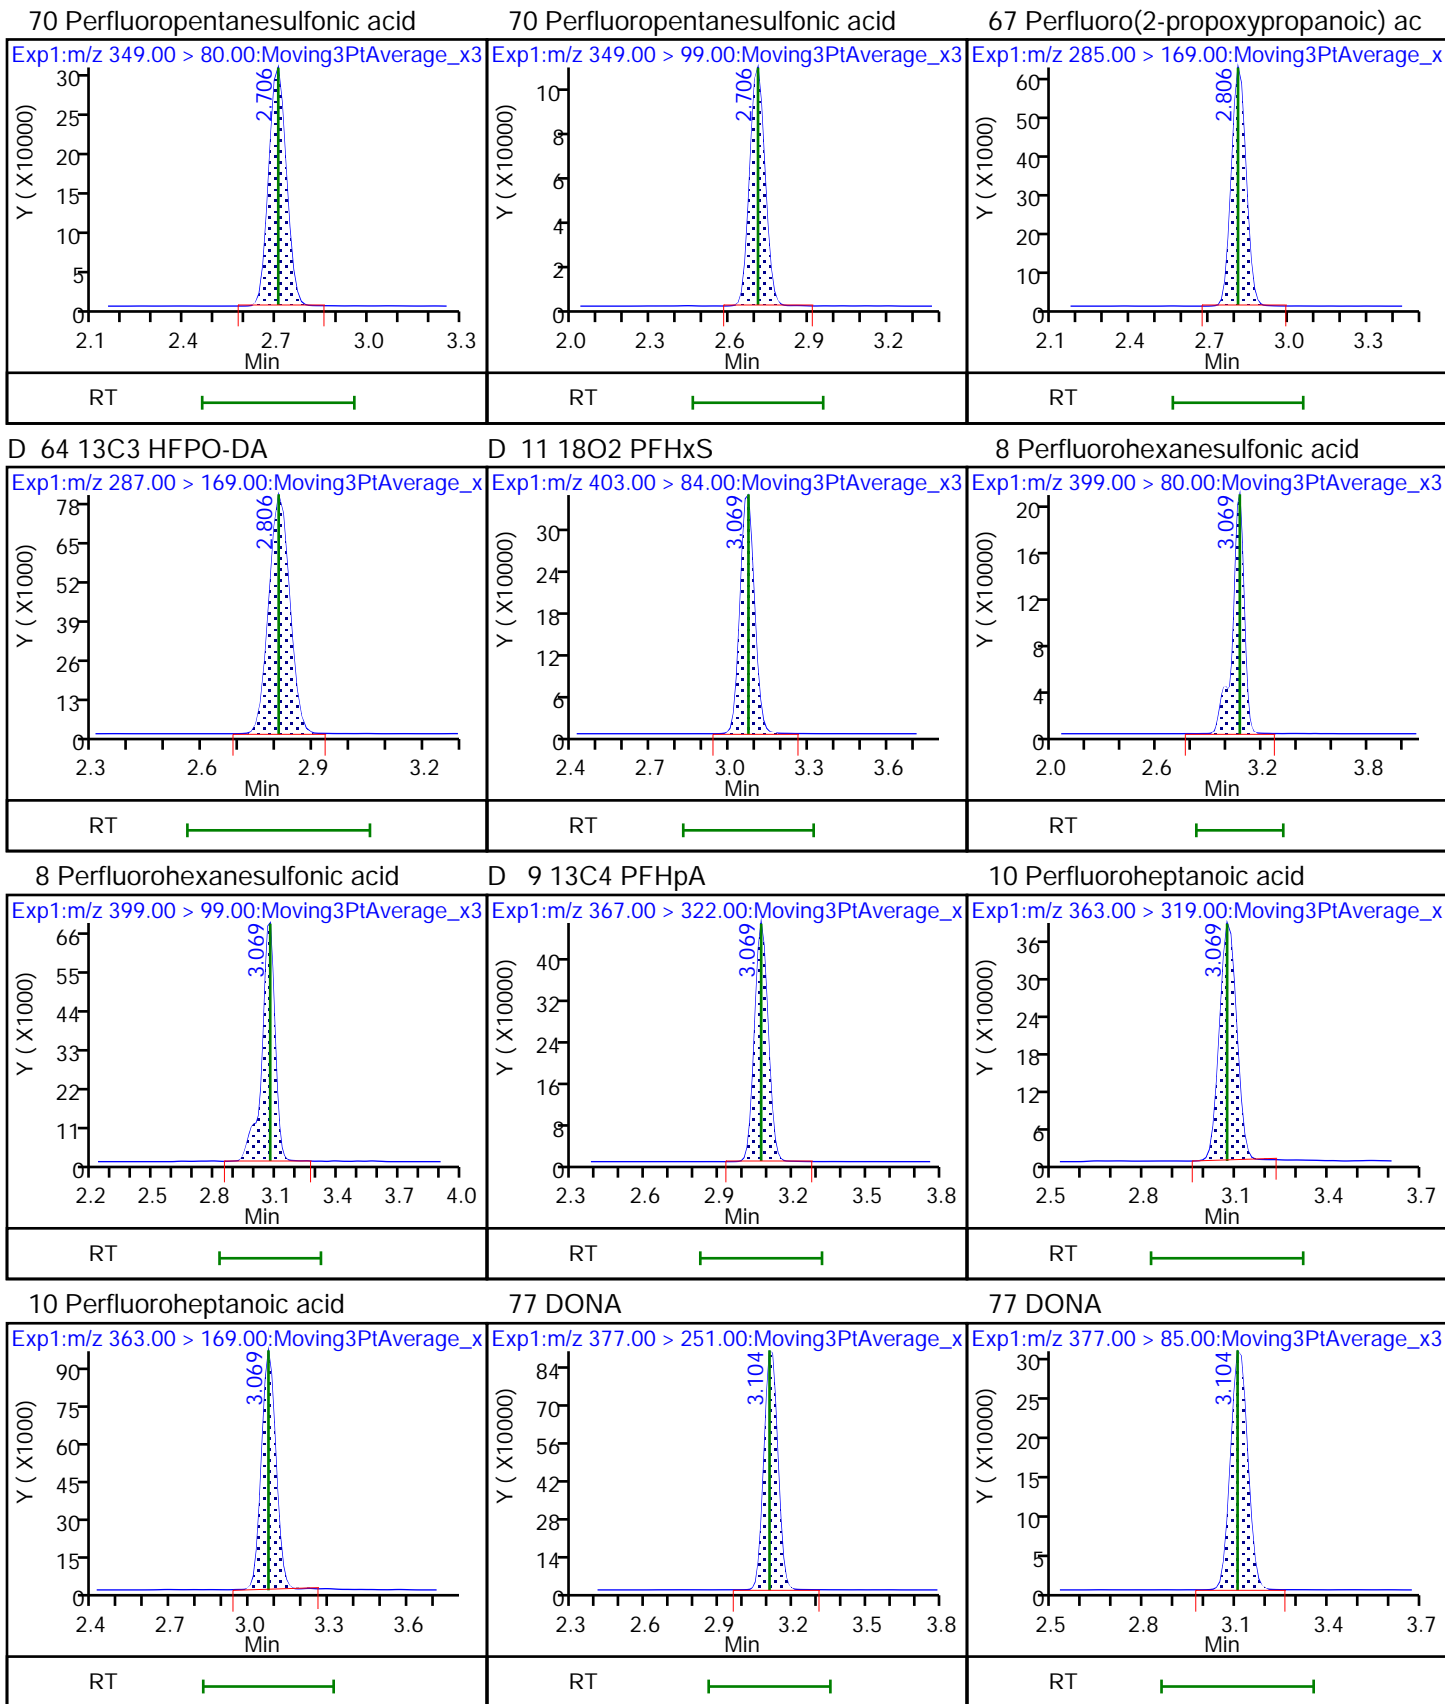 70 Perfluoropentanesulfonic acid
Exp1:m/z 349.00 > 80.00:Moving3PtAverage_x3
2.706
Y ( X10000)
30
25
20
15
10
5
0
2.1 2.4 2.7 3.0 3.3
Min
RT
70 Perfluoropentanesulfonic acid
Exp1:m/z 349.00 > 99.00:Moving3PtAverage_x3
2.706
Y ( X10000)
10
8
6
4
2
0
2.0 2.3 2.6 2.9 3.2
Min
RT
67 Perfluoro(2-propoxypropanoic) ac
Exp1:m/z 285.00 > 169.00:Moving3PtAverage_x
2.806
Y ( X1000)
60
50
40
30
20
10
0
2.1 2.4 2.7 3.0 3.3
Min
RT
D 64 13C3 HFPO-DA
Exp1:m/z 287.00 > 169.00:Moving3PtAverage_x
2.806
Y ( X1000)
78
65
52
39
26
13
0
2.3 2.6 2.9 3.2
Min
RT
D 11 18O2 PFHxS
Exp1:m/z 403.00 > 84.00:Moving3PtAverage_x3
3.069
Y ( X10000)
30
24
18
12
6
0
2.4 2.7 3.0 3.3 3.6
Min
RT
8 Perfluorohexanesulfonic acid
Exp1:m/z 399.00 > 80.00:Moving3PtAverage_x3
3.069
Y ( X10000)
20
16
12
8
4
0
2.0 2.6 3.2 3.8
Min
RT
8 Perfluorohexanesulfonic acid
Exp1:m/z 399.00 > 99.00:Moving3PtAverage_x3
3.069
Y ( X1000)
66
55
44
33
22
11
0
2.2 2.5 2.8 3.1 3.4 3.7 4.0
Min
RT
D 9 13C4 PFHpA
Exp1:m/z 367.00 > 322.00:Moving3PtAverage_x
3.069
Y ( X10000)
40
32
24
16
8
0
2.3 2.6 2.9 3.2 3.5 3.8
Min
RT
10 Perfluoroheptanoic acid
Exp1:m/z 363.00 > 319.00:Moving3PtAverage_x
3.069
Y ( X10000)
36
30
24
18
12
6
0
2.5 2.8 3.1 3.4 3.7
Min
RT
10 Perfluoroheptanoic acid
Exp1:m/z 363.00 > 169.00:Moving3PtAverage_x
3.069
Y ( X1000)
90
75
60
45
30
15
0
2.4 2.7 3.0 3.3 3.6
Min
RT
77 DONA
Exp1:m/z 377.00 > 251.00:Moving3PtAverage_x
3.104
Y ( X10000)
84
70
56
42
28
14
0
2.3 2.6 2.9 3.2 3.5 3.8
Min
RT
77 DONA
Exp1:m/z 377.00 > 85.00:Moving3PtAverage_x3
3.104
Y ( X10000)
30
25
20
15
10
5
0
2.5 2.8 3.1 3.4 3.7
Min
RT